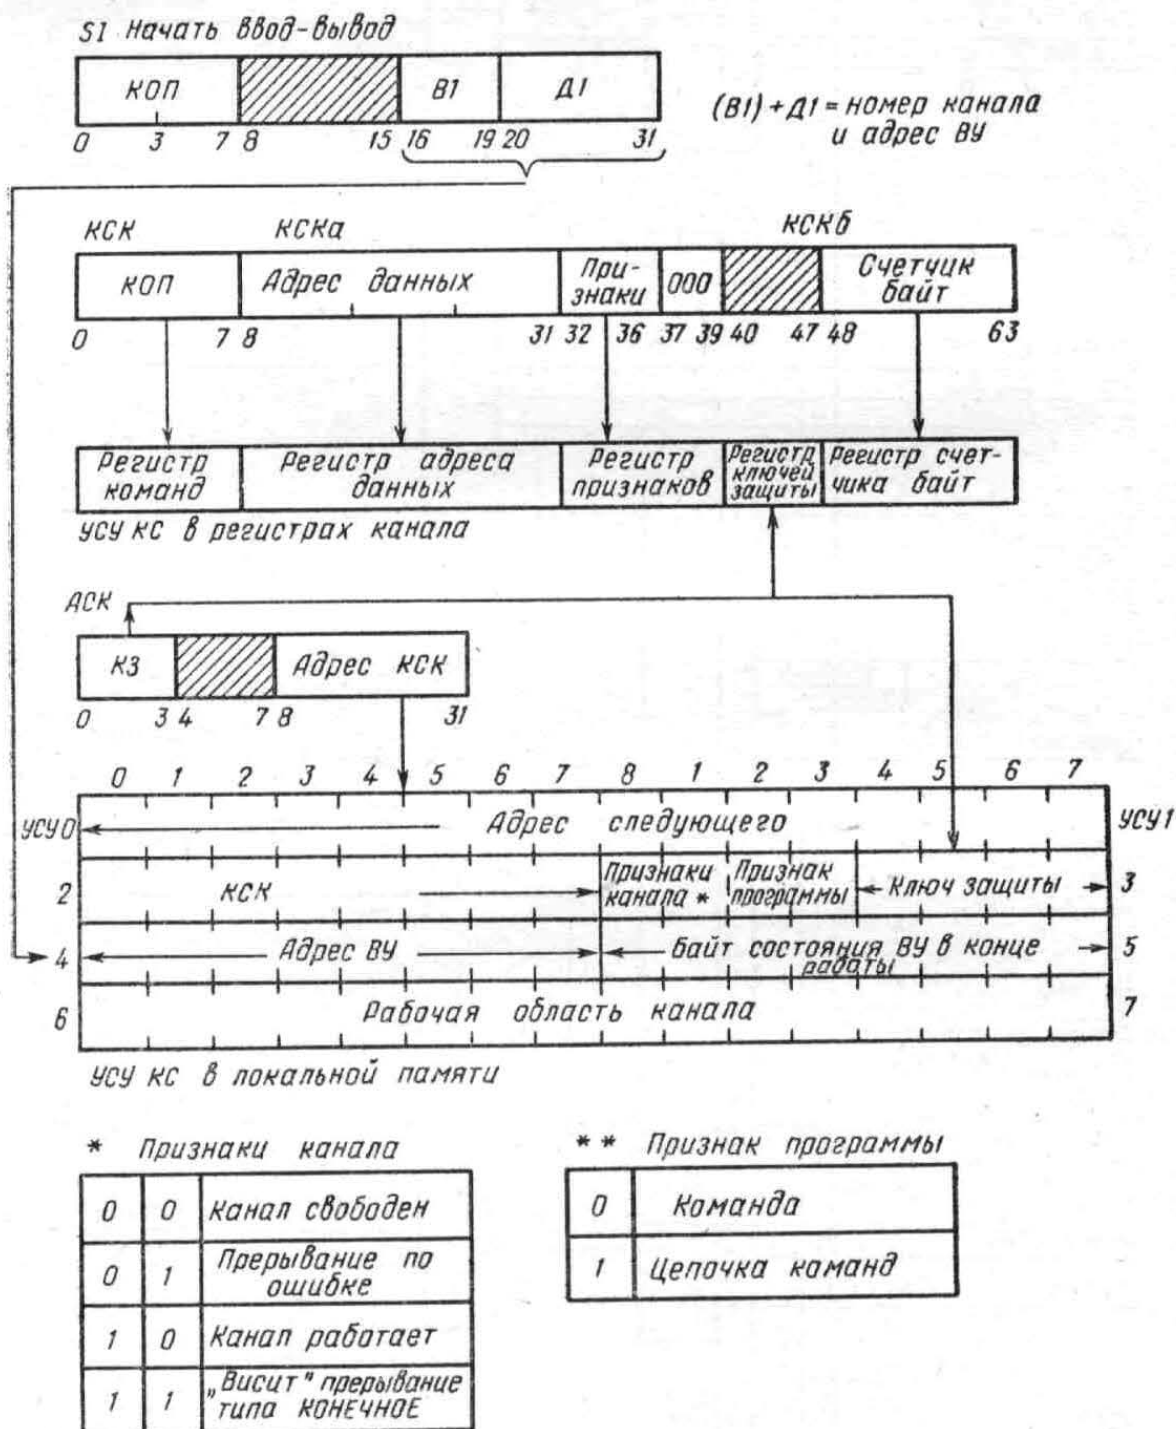 SI Начать ввод-вывод
КОП В1 Д1
0 3 7 8 15 16 19 20 31
(В1) + Д1 = номер канала
и адрес ВУ
КСК КСКа КСКб
КОП Адрес данных При-
знаки 000 Счетчик
байт
0 7 8 31 32 36 37 39 40 47 48 63
Регистр
команд
Регистр адреса
данных
Регистр
признаков
Регистр
ключей
защиты
Регистр счет-
чика байт
УСУ КС в регистрах канала
АСК
КЗ Адрес КСК
0 3 4 7 8 31
0 1 2 3 4 5 6 7 8 1 2 3 4 5 6 7
УСУ0 Адрес следующего УСУ1
2 КСК Признаки
канала *
Признак
программы
Ключ защиты 3
4 Адрес ВУ Байт состояния ВУ в конце
работы 5
6 Рабочая область канала 7
УСУ КС в локальной памяти
* Признаки канала
0 0 Канал свободен
0 1 Прерывание по
ошибке
1 0 Канал работает
1 1 „Висит" прерывание
типа КОНЕЧНОЕ
** Признак программы
0 Команда
1 Цепочка команд